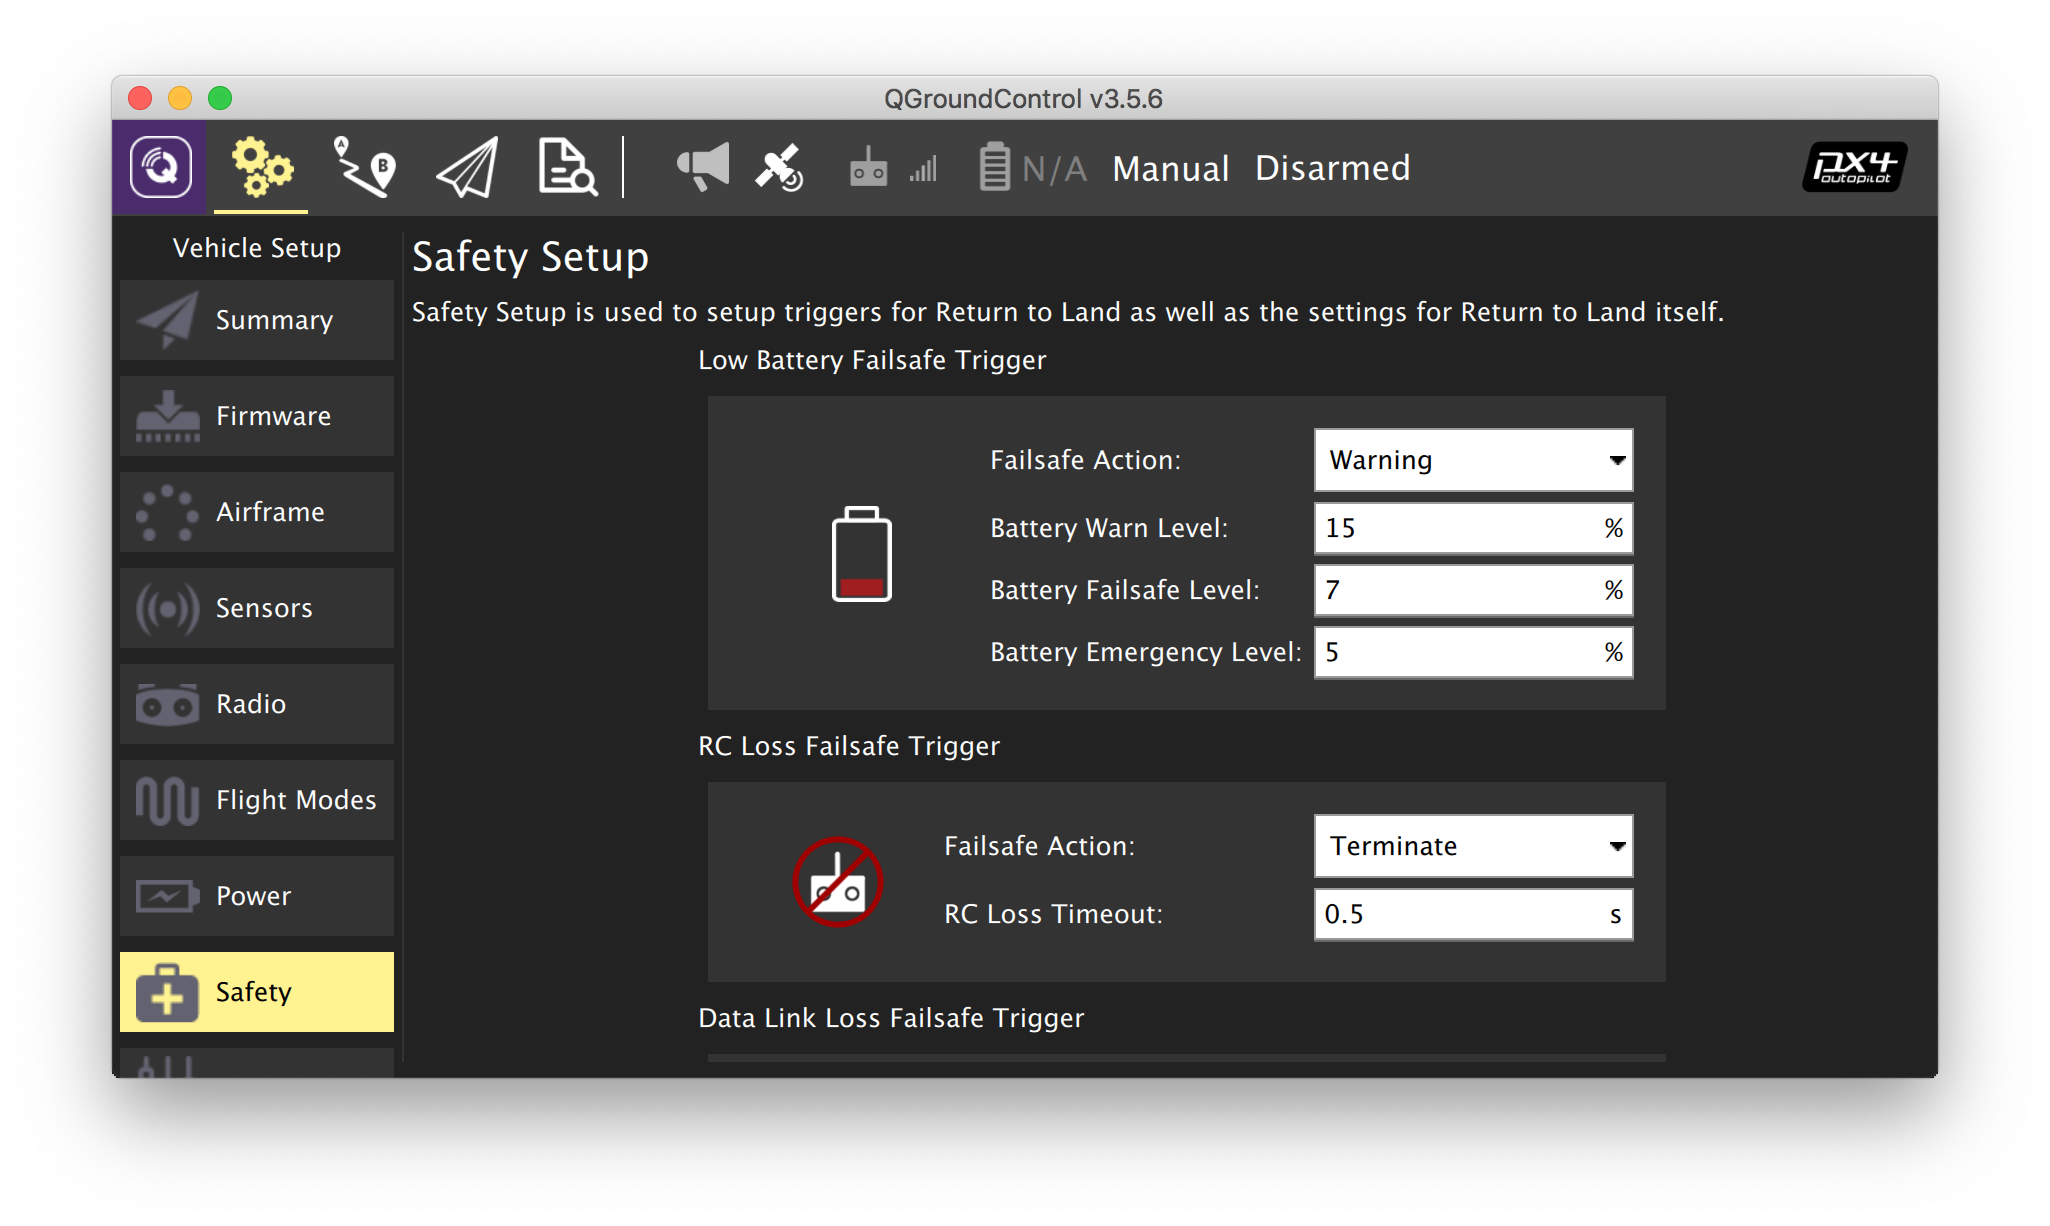 QGroundControl v3.5.6
A
B
N/A Manual Disarmed
PX4
autopilot
Vehicle Setup
Summary
Firmware
Airframe
Sensors
Radio
Flight Modes
Power
Safety
Safety Setup
Safety Setup is used to setup triggers for Return to Land as well as the settings for Return to Land itself.
Low Battery Failsafe Trigger
Failsafe Action: Warning
Battery Warn Level: 15 %
Battery Failsafe Level: 7 %
Battery Emergency Level: 5 %
RC Loss Failsafe Trigger
Failsafe Action: Terminate
RC Loss Timeout: 0.5 s
Data Link Loss Failsafe Trigger